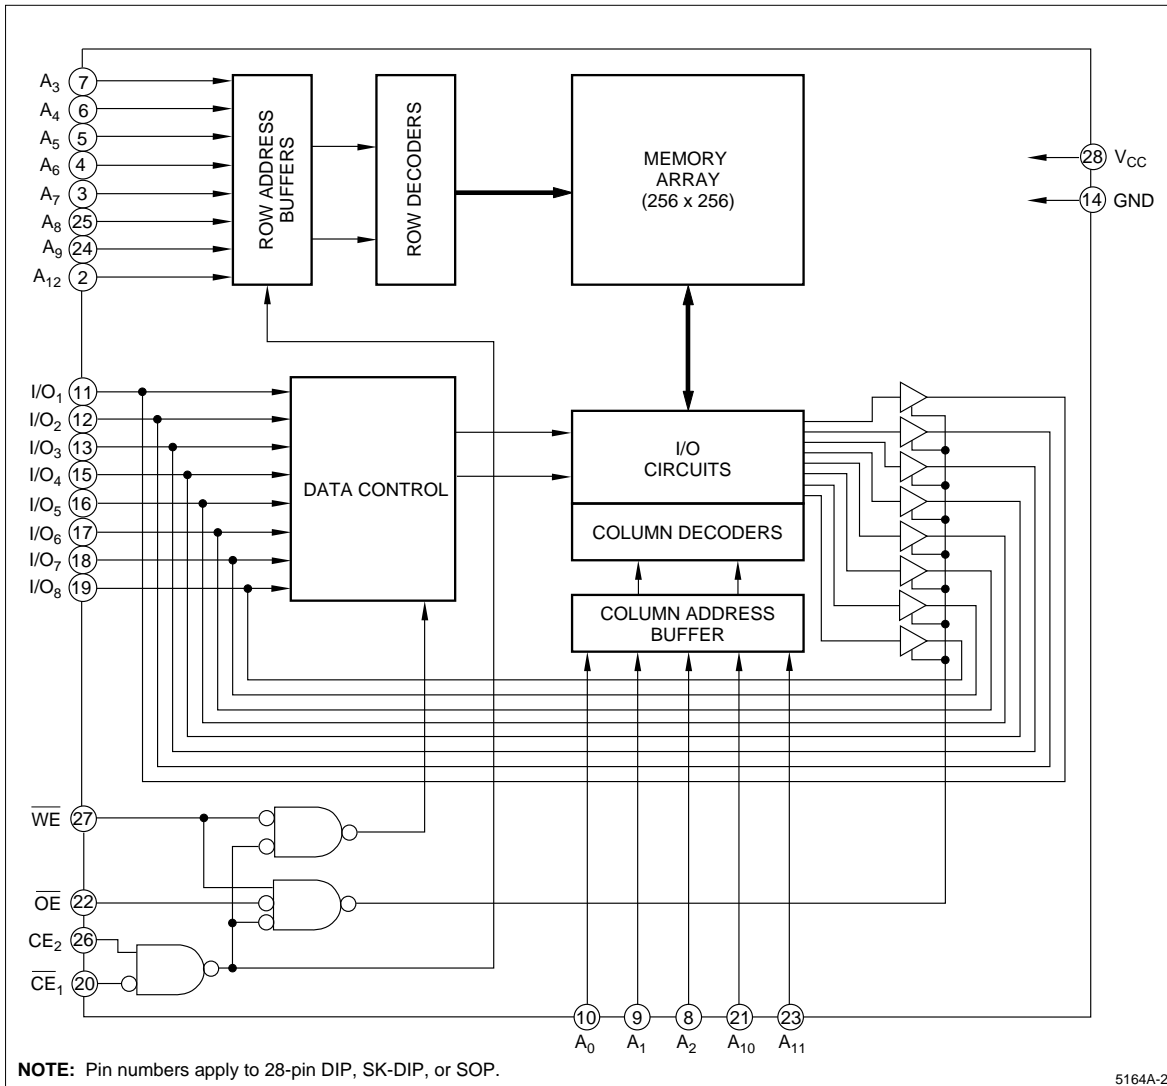 A3 7
A4 6
A5 5
A6 4
A7 3
A8 25
A9 24
A12 2
ROW ADDRESS
BUFFERS
ROW DECODERS
MEMORY
ARRAY
(256 x 256)
28 VCC
14 GND
I/O1 11
I/O2 12
I/O3 13
I/O4 15
I/O5 16
I/O6 17
I/O7 18
I/O8 19
DATA CONTROL
I/O
CIRCUITS
COLUMN DECODERS
COLUMN ADDRESS
BUFFER
W̅E̅ 27
O̅E̅ 22
CE2 26
C̅E̅1 20
10 9 8 21 23
A0 A1 A2 A10 A11
NOTE: Pin numbers apply to 28-pin DIP, SK-DIP, or SOP.
5164A-2